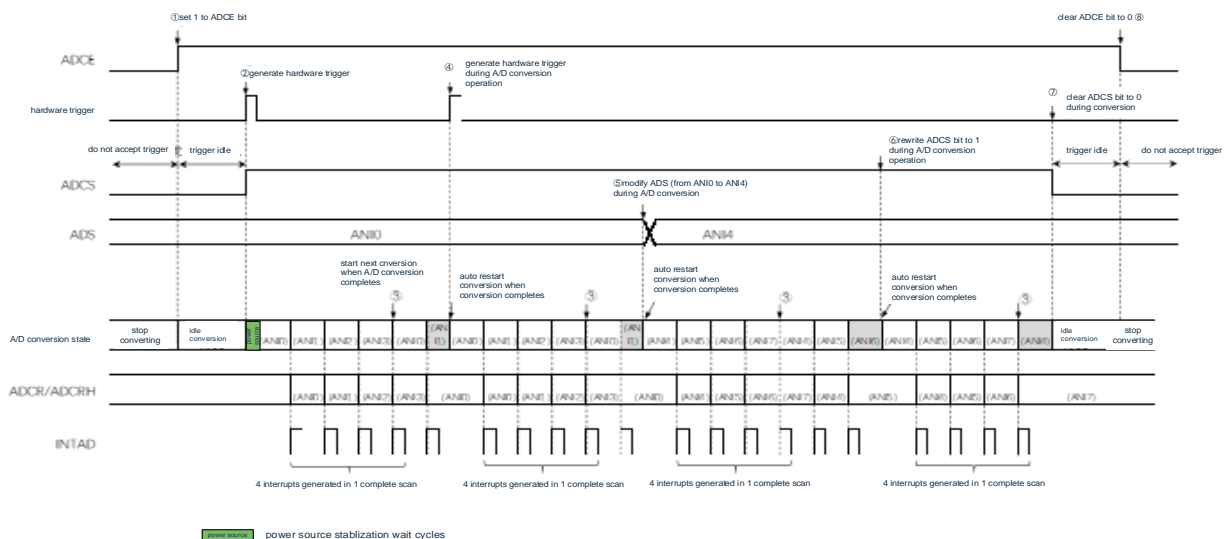 ①set 1 to ADCE bit
clear ADCE bit to 0 ⑧
ADCE
②generate hardware trigger
④
generate hardware trigger
during A/D conversion
operation
hardware trigger
⑦
clear ADCS bit to 0
during conversion
do not accept trigger
trigger idle
⑥rewrite ADCS bit to 1
during A/D conversion
operation
trigger idle
do not accept trigger
ADCS
⑤modify ADS (from ANI0 to ANI4)
during A/D conversion
ADS
ANI0
ANI4
start next cnversion
when A/D conversion
completes
③
auto restart
conversion when
conversion completes
③
auto restart
conversion when
conversion completes
③
auto restart
conversion when
conversion completes
③
A/D conversion state
stop
converting
idle
conversion
power
source
(ANI0) (ANI1) (ANI2) (ANI3) (ANI0) (ANI1) (ANI0) (ANI1) (ANI2) (ANI3) (ANI0) (ANI1) (ANI4) (ANI5) (ANI6) (ANI7) (ANI4) (ANI5) (ANI4) (ANI5)
idle
conversion
stop
converting
ADCR/ADCRH
(ANI0) (ANI1) (ANI2) (ANI3) (ANI0) (ANI0) (ANI1) (ANI2) (ANI3) (ANI0) (ANI4) (ANI5) (ANI6) (ANI7) (ANI4) (ANI5) (ANI4) (ANI5) (ANI6) (ANI7)
INTAD
4 interrupts generated in 1 complete scan
4 interrupts generated in 1 complete scan
4 interrupts generated in 1 complete scan
4 interrupts generated in 1 complete scan
power source
power source stablization wait cycles